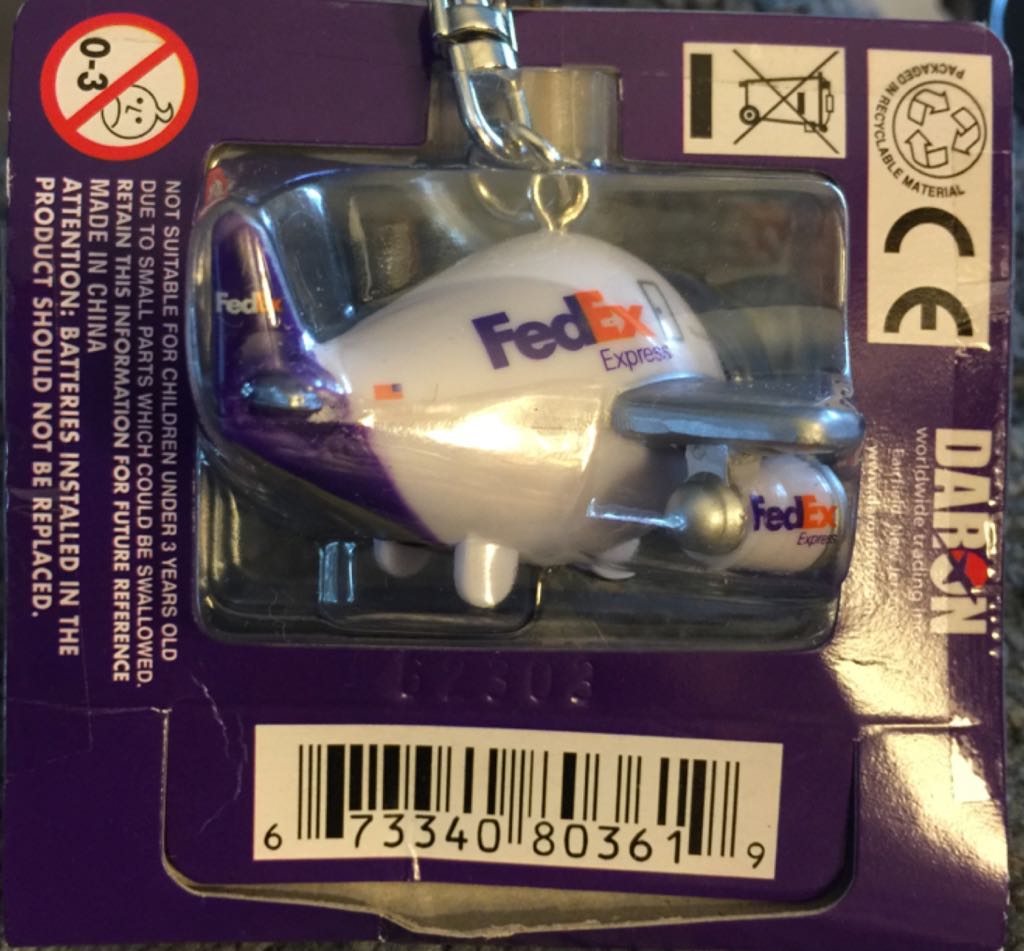 0-3
NOT SUITABLE FOR CHILDREN UNDER 3 YEARS OLD
DUE TO SMALL PARTS WHICH COULD BE SWALLOWED.
RETAIN THIS INFORMATION FOR FUTURE REFERENCE
MADE IN CHINA
ATTENTION: BATTERIES INSTALLED IN THE
PRODUCT SHOULD NOT BE REPLACED.
PACKAGED IN RECYCLABLE MATERIAL
CE
FedEx
FedEx
Express
FedEx
Express
DARON
worldwide trading
6 73340 80361 9